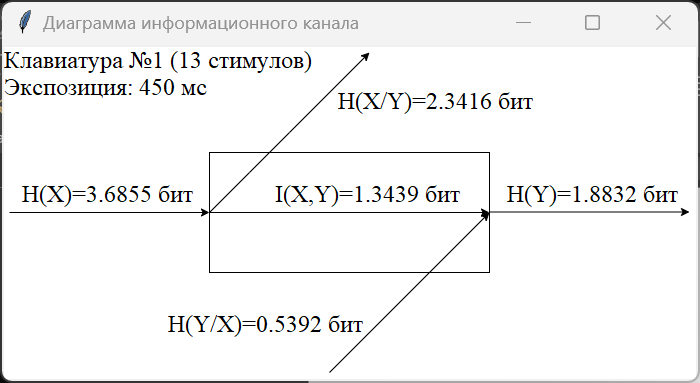 Диаграмма информационного канала
Клавиатура №1 (13 стимулов)
Экспозиция: 450 мс
H(X/Y)=2.3416 бит
H(X)=3.6855 бит
I(X,Y)=1.3439 бит
H(Y)=1.8832 бит
H(Y/X)=0.5392 бит